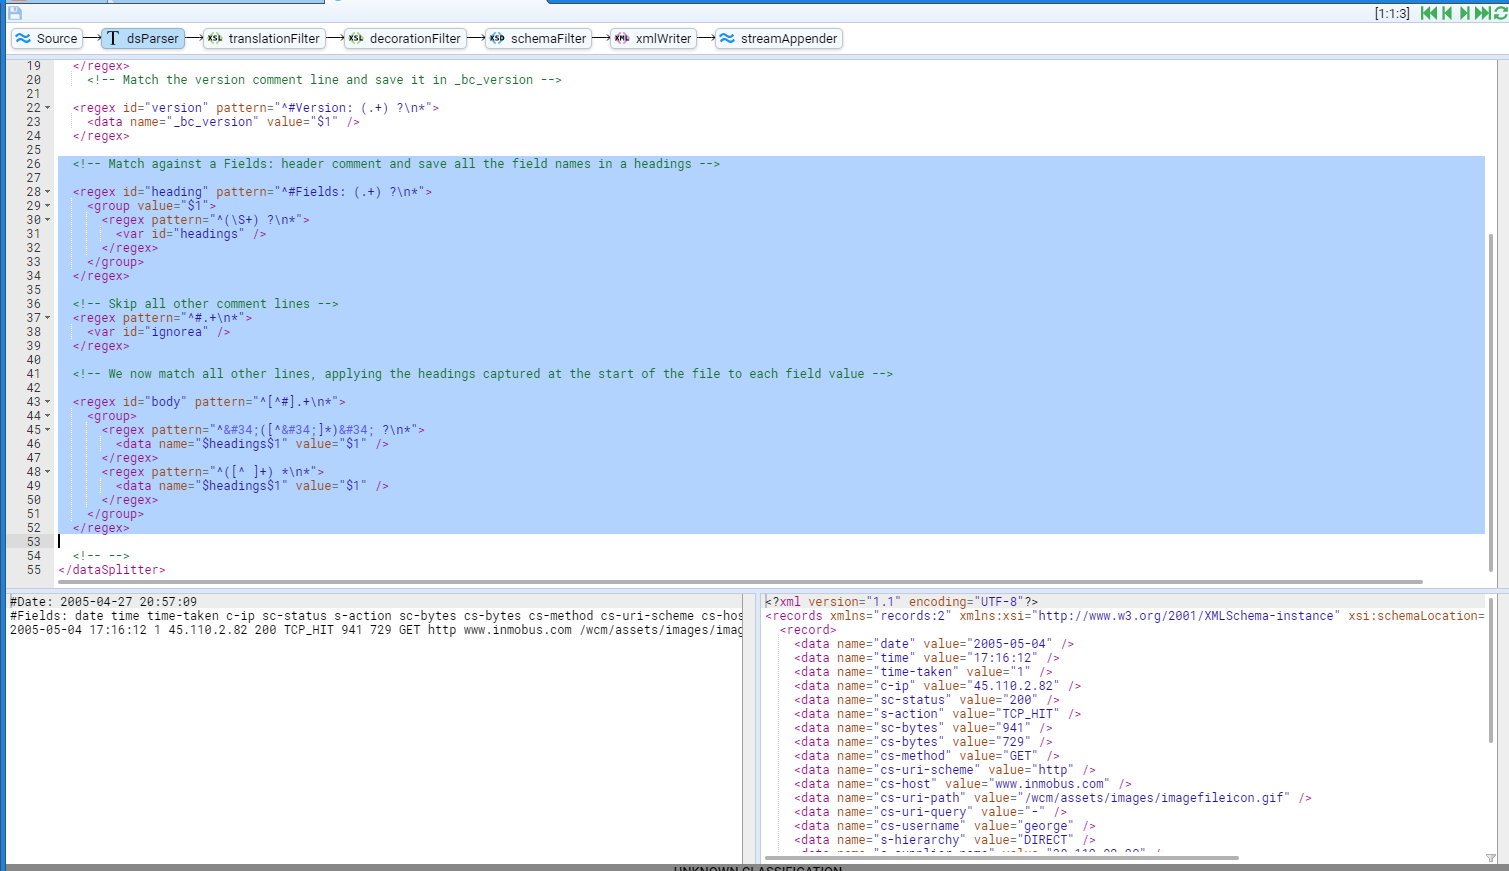 [1:1:3]
Source
T dsParser
XSL translationFilter
XSL decorationFilter
XSD schemaFilter
XML xmlWriter
streamAppender
19 </regex>
20 <!-- Match the version comment line and save it in _bc_version -->
21
22 <regex id="version" pattern="^#Version: (.+) ?\n*">
23 <data name="_bc_version" value="$1" />
24 </regex>
25
26 <!-- Match against a Fields: header comment and save all the field names in a headings -->
27
28 <regex id="heading" pattern="^#Fields: (.+) ?\n*">
29 <group value="$1">
30 <regex pattern="^(\S+) ?\n*">
31 <var id="headings" />
32 </regex>
33 </group>
34 </regex>
35
36 <!-- Skip all other comment lines -->
37 <regex pattern="^#.+\n*">
38 <var id="ignorea" />
39 </regex>
40
41 <!-- We now match all other lines, applying the headings captured at the start of the file to each field value -->
42
43 <regex id="body" pattern="^[^#].+\n*">
44 <group>
45 <regex pattern="^&#34;([^&#34;]*)&#34; ?\n*">
46 <data name="$headings$1" value="$1" />
47 </regex>
48 <regex pattern="^([^ ]+) *\n*">
49 <data name="$headings$1" value="$1" />
50 </regex>
51 </group>
52 </regex>
53
54 <!-- -->
55 </dataSplitter>
#Date: 2005-04-27 20:57:09
#Fields: date time time-taken c-ip sc-status s-action sc-bytes cs-bytes cs-method cs-uri-scheme cs-hos
2005-05-04 17:16:12 1 45.110.2.82 200 TCP_HIT 941 729 GET http www.inmobus.com /wcm/assets/images/imag
<?xml version="1.1" encoding="UTF-8"?>
<records xmlns="records:2" xmlns:xsi="http://www.w3.org/2001/XMLSchema-instance" xsi:schemaLocation=
<record>
<data name="date" value="2005-05-04" />
<data name="time" value="17:16:12" />
<data name="time-taken" value="1" />
<data name="c-ip" value="45.110.2.82" />
<data name="sc-status" value="200" />
<data name="s-action" value="TCP_HIT" />
<data name="sc-bytes" value="941" />
<data name="cs-bytes" value="729" />
<data name="cs-method" value="GET" />
<data name="cs-uri-scheme" value="http" />
<data name="cs-host" value="www.inmobus.com" />
<data name="cs-uri-path" value="/wcm/assets/images/imagefileicon.gif" />
<data name="cs-uri-query" value="-" />
<data name="cs-username" value="george" />
<data name="s-hierarchy" value="DIRECT" />
UNKNOWN CLASSIFICATION